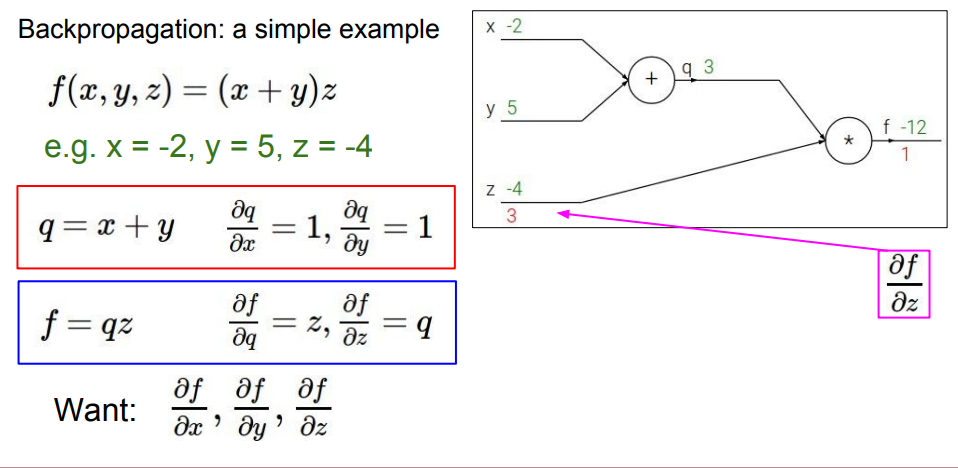 Backpropagation: a simple example
f(x, y, z) = (x + y)z
e.g. x = -2, y = 5, z = -4
q = x + y ∂q/∂x = 1, ∂q/∂y = 1
f = qz ∂f/∂q = z, ∂f/∂z = q
Want: ∂f/∂x, ∂f/∂y, ∂f/∂z
x -2
+
q 3
y 5
f -12
*
1
z -4
3
∂f/∂z